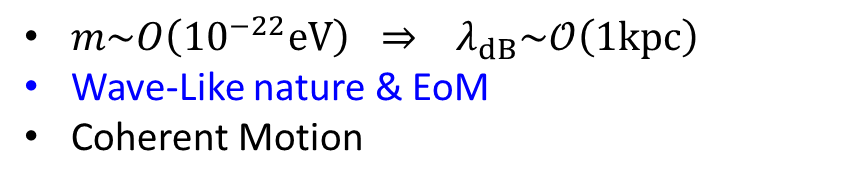 • m~O(10⁻²²eV) ⇒ λ_dB~𝒪(1kpc)
• Wave-Like nature & EoM
• Coherent Motion